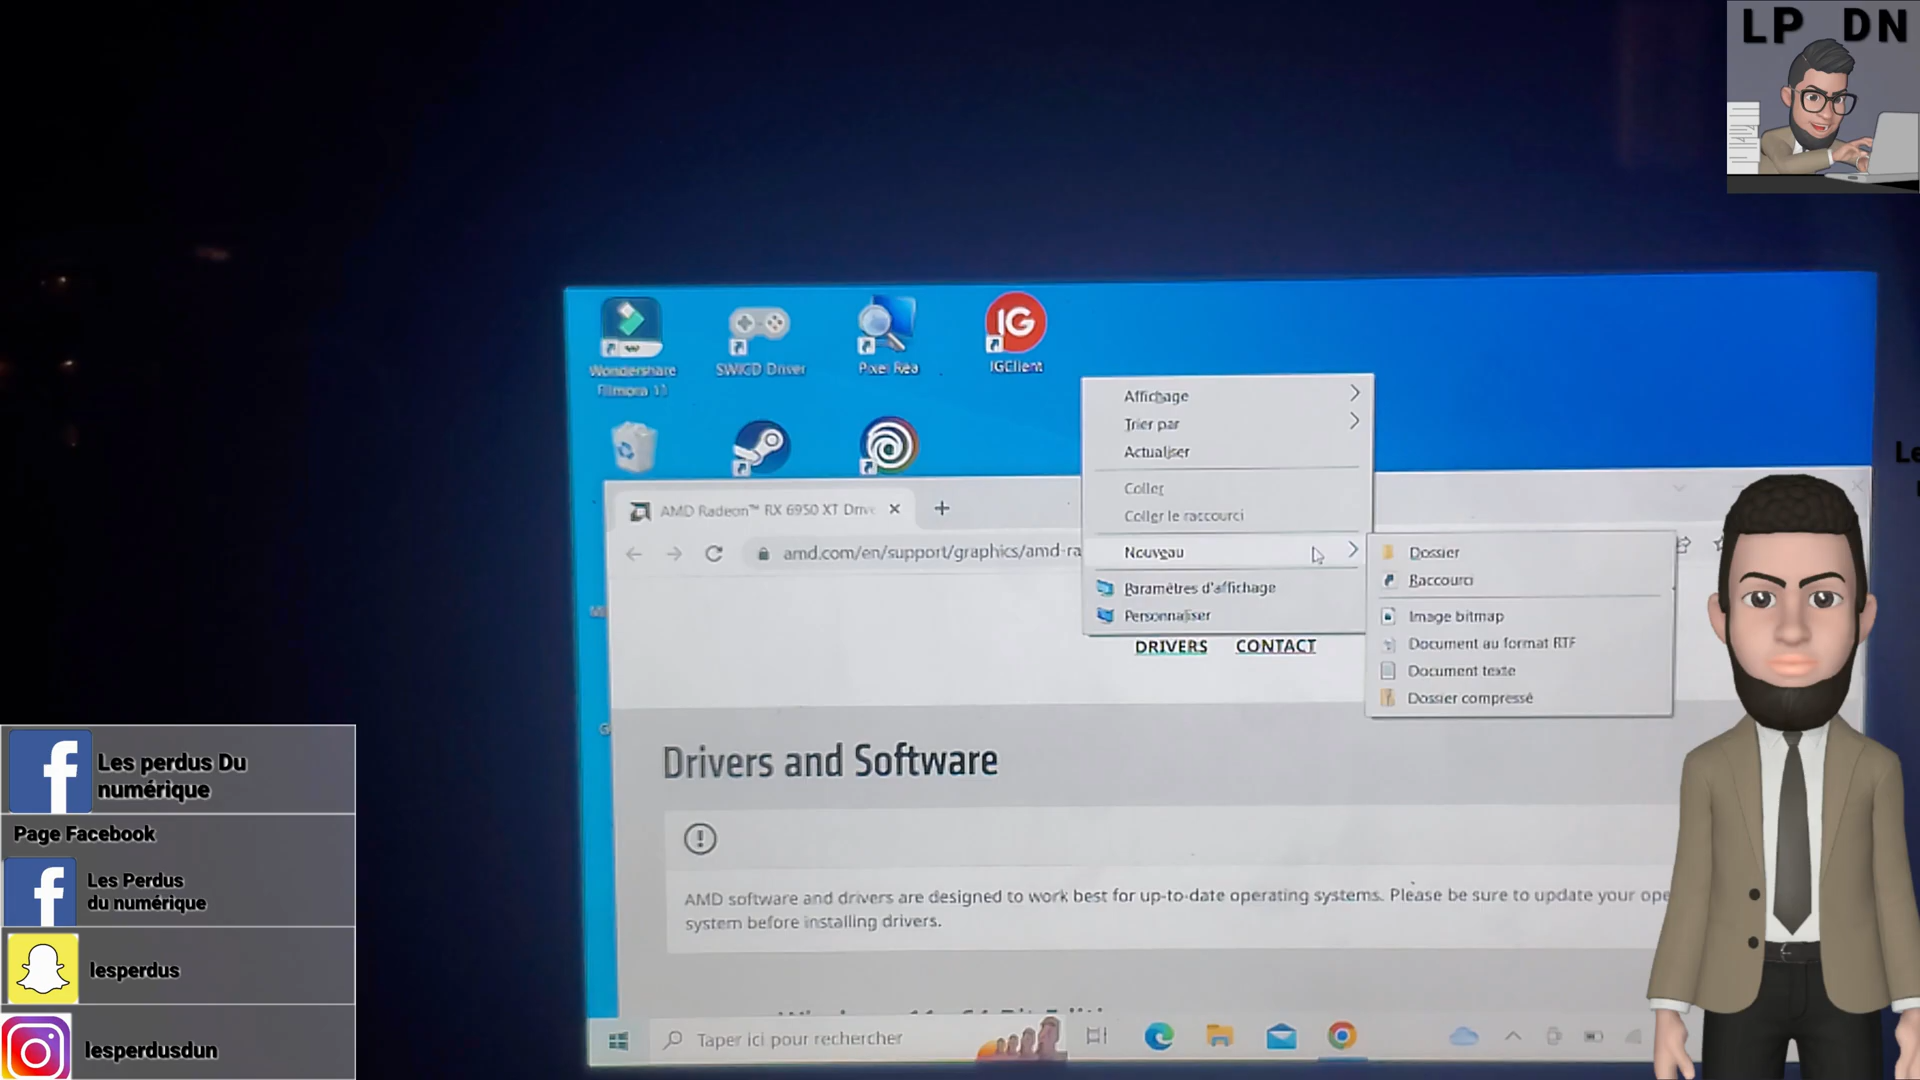 LP DN
Wondershare
Filmora 11
SWICD Driver
Pixel Réa
IG
IGClient
Affichage
Trier par
Actualiser
Coller
Coller le raccourci
Nouveau
Paramètres d'affichage
Personnaliser
Dossier
Raccourci
Image bitmap
Document au format RTF
Document texte
Dossier compressé
AMD Radeon™ RX 6950 XT Drive
amd.com/en/support/graphics/amd-ra
DRIVERS CONTACT
Drivers and Software
AMD software and drivers are designed to work best for up-to-date operating systems. Please be sure to update your ope
system before installing drivers.
Taper ici pour rechercher
Les perdus Du
numérique
Page Facebook
Les Perdus
du numérique
lesperdus
lesperdusdun
Le